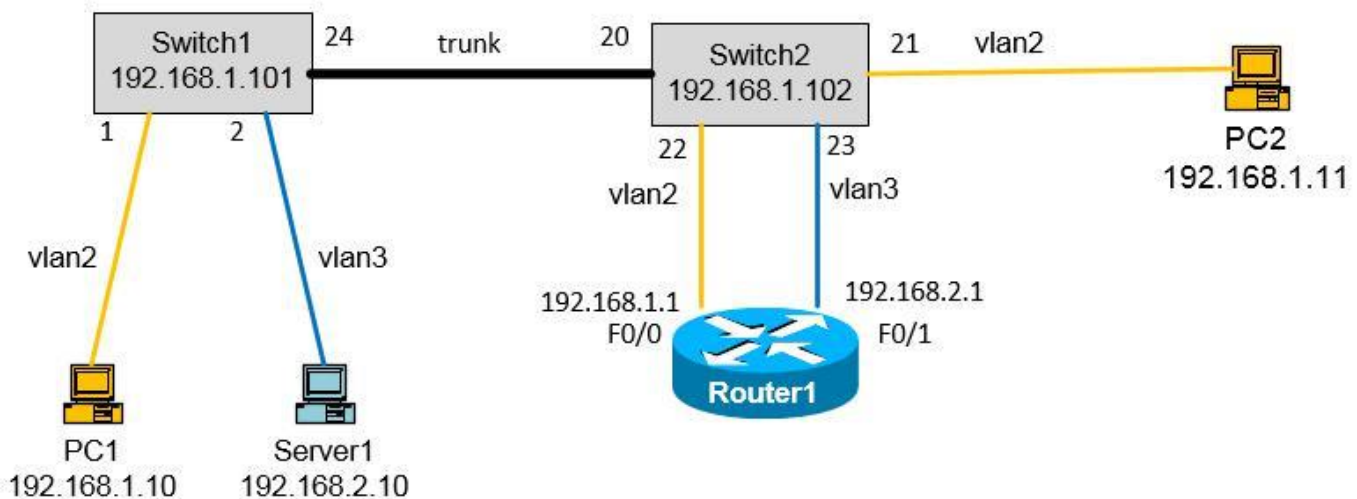 Switch1
192.168.1.101
24
trunk
20
Switch2
192.168.1.102
21
vlan2
1
2
22
23
PC2
192.168.1.11
vlan2
vlan3
vlan2
vlan3
192.168.1.1
192.168.2.1
F0/0
F0/1
Router1
PC1
192.168.1.10
Server1
192.168.2.10